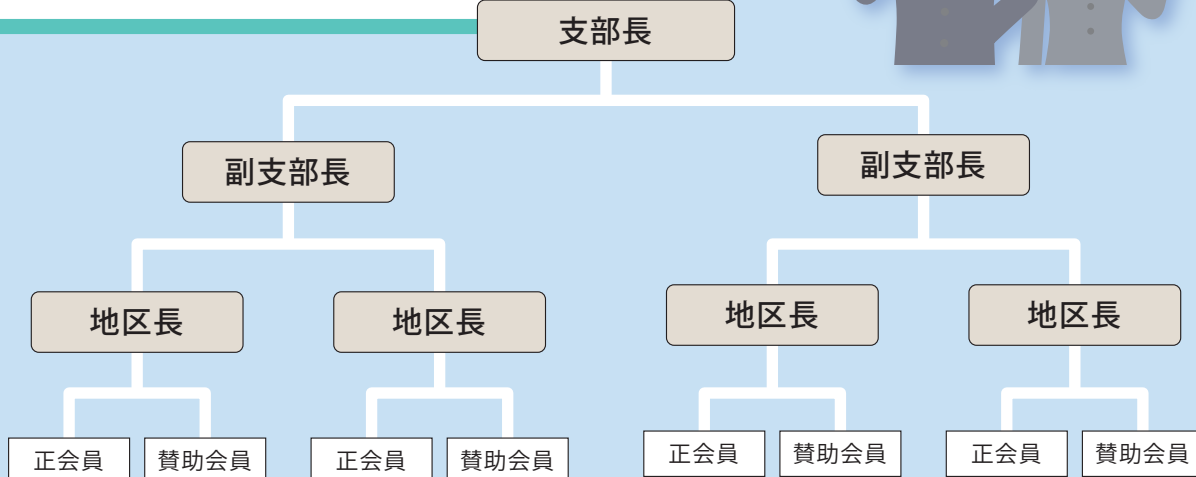 支部長
副支部長
副支部長
地区長
地区長
地区長
地区長
正会員
賛助会員
正会員
賛助会員
正会員
賛助会員
正会員
賛助会員